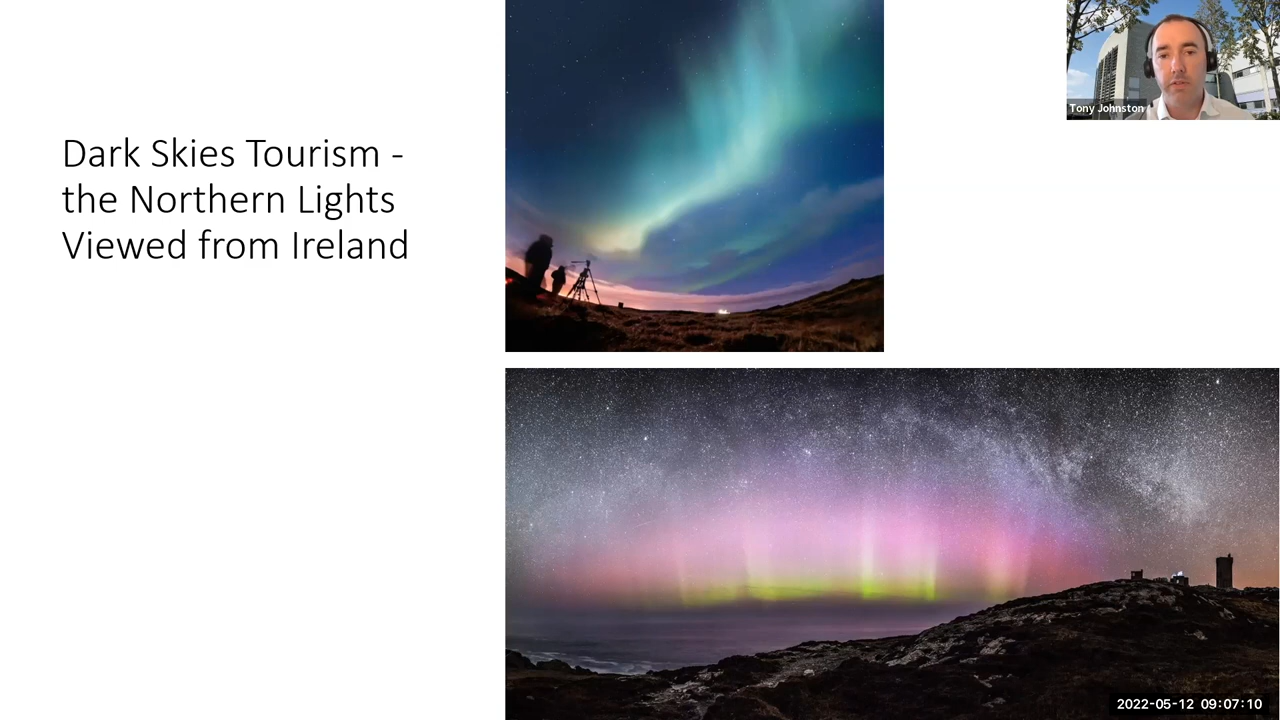 Dark Skies Tourism -
the Northern Lights
Viewed from Ireland
Tony Johnston
2022-05-12 09:07:10